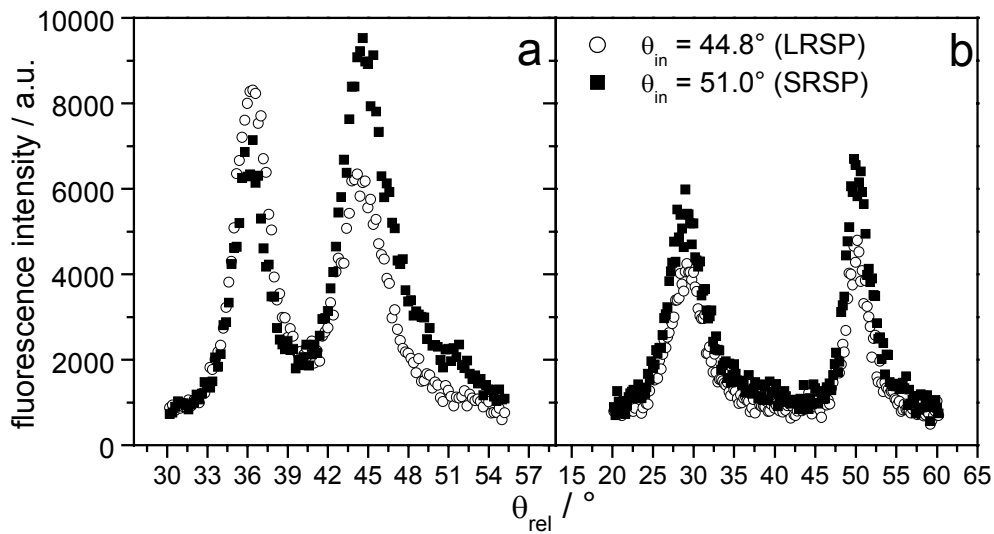 fluorescence intensity / a.u.
10000
8000
6000
4000
2000
0
a
θin = 44.8° (LRSP)
θin = 51.0° (SRSP)
b
30 33 36 39 42 45 48 51 54 57
15 20 25 30 35 40 45 50 55 60 65
θrel / °